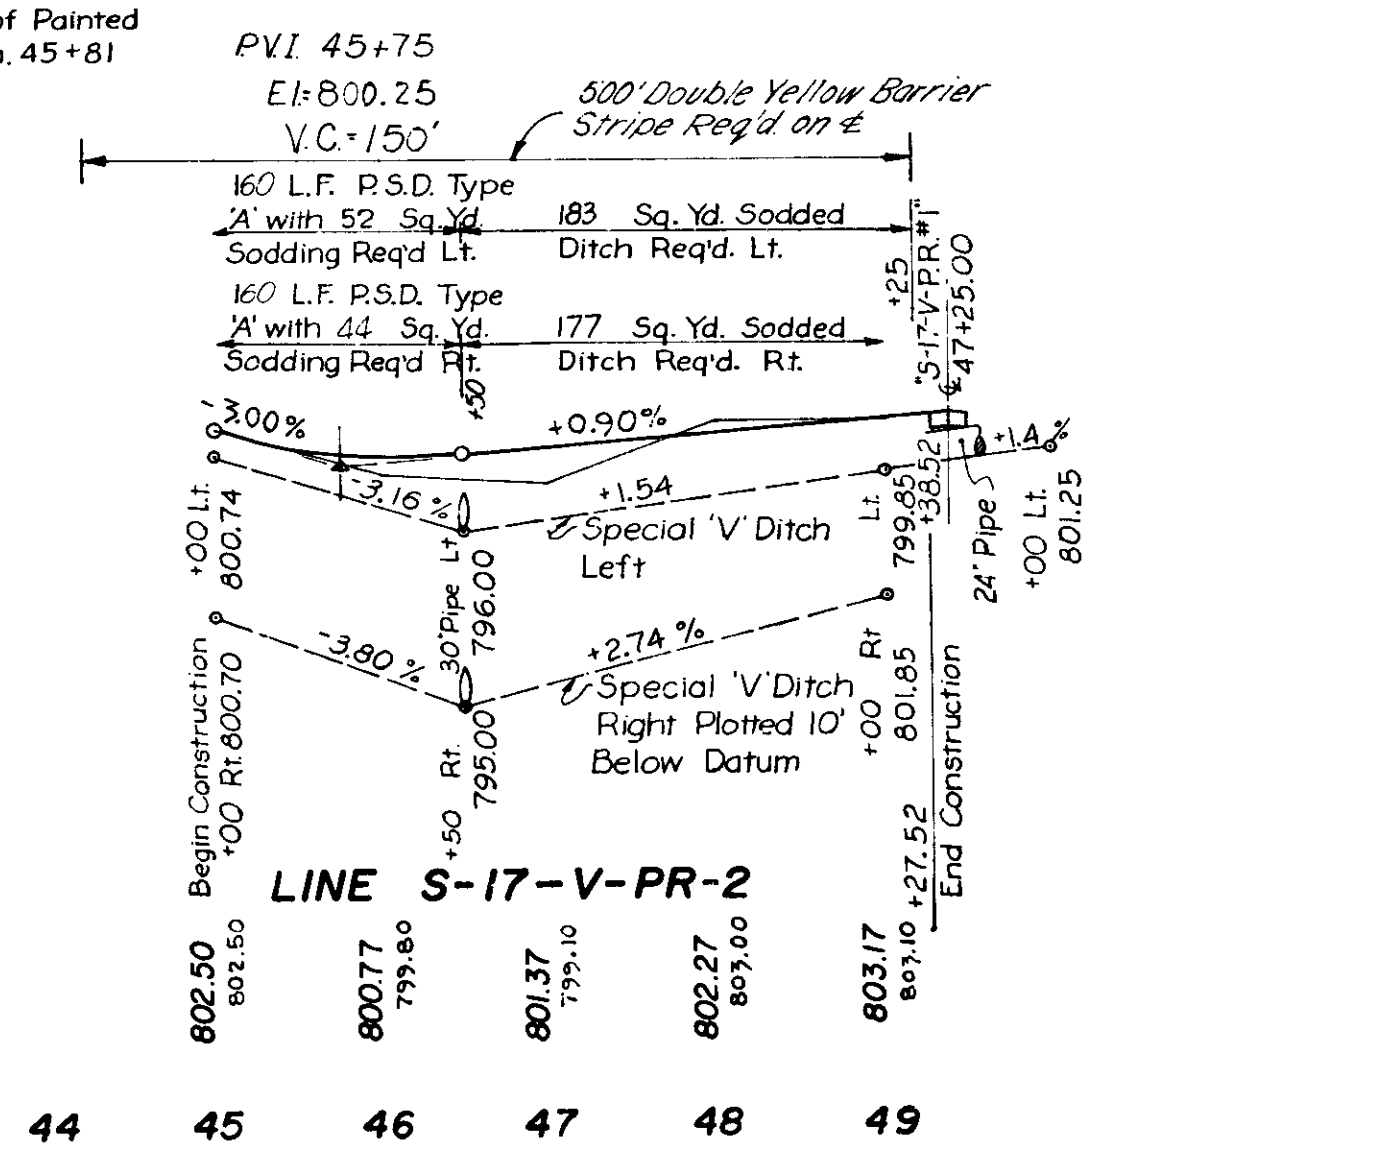 of Painted
45+81
P.V.I. 45+75
El.=800.25
V.C.=150'
500' Double Yellow Barrier
Stripe Req'd. on ℄
160 L.F. P.S.D. Type
'A' with 52 Sq. Yd.
Sodding Req'd Lt.
183 Sq. Yd. Sodded
Ditch Req'd. Lt.
160 L.F. P.S.D. Type
'A' with 44 Sq. Yd.
Sodding Req'd Rt.
177 Sq. Yd. Sodded
Ditch Req'd. Rt.
+50
+25
"S-17-V-P.R. #1"
℄ 47+25.00
3.00%
+0.90%
+1.4 %
-3.16 %
+1.54
Special 'V' Ditch
Left
+00 Lt.
800.74
30" Pipe Lt
796.00
Lt.
799.85
+38.52
24" Pipe
+00 Lt.
801.25
-3.80 %
+2.74 %
Special 'V' Ditch
Right Plotted 10'
Below Datum
Begin Construction
+00 Rt. 800.70
+50 Rt.
795.00
+00 Rt
801.85
+27.52
End Construction
LINE S-17-V-PR-2
802.50
802.50
800.77
799.80
801.37
799.10
802.27
803.00
803.17
803.10
44 45 46 47 48 49